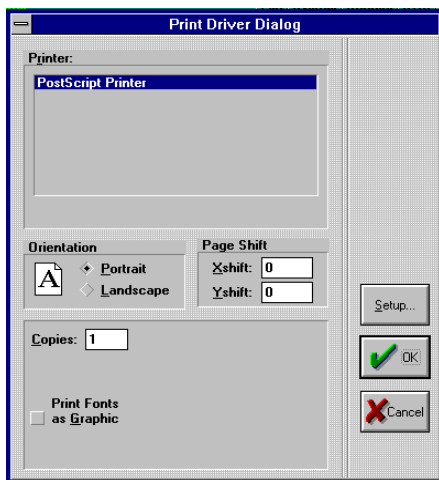 Print Driver Dialog
Printer:
PostScript Printer
Orientation
A
Portrait
Landscape
Page Shift
Xshift: 0
Yshift: 0
Setup...
Copies: 1
OK
Print Fonts
as Graphic
Cancel